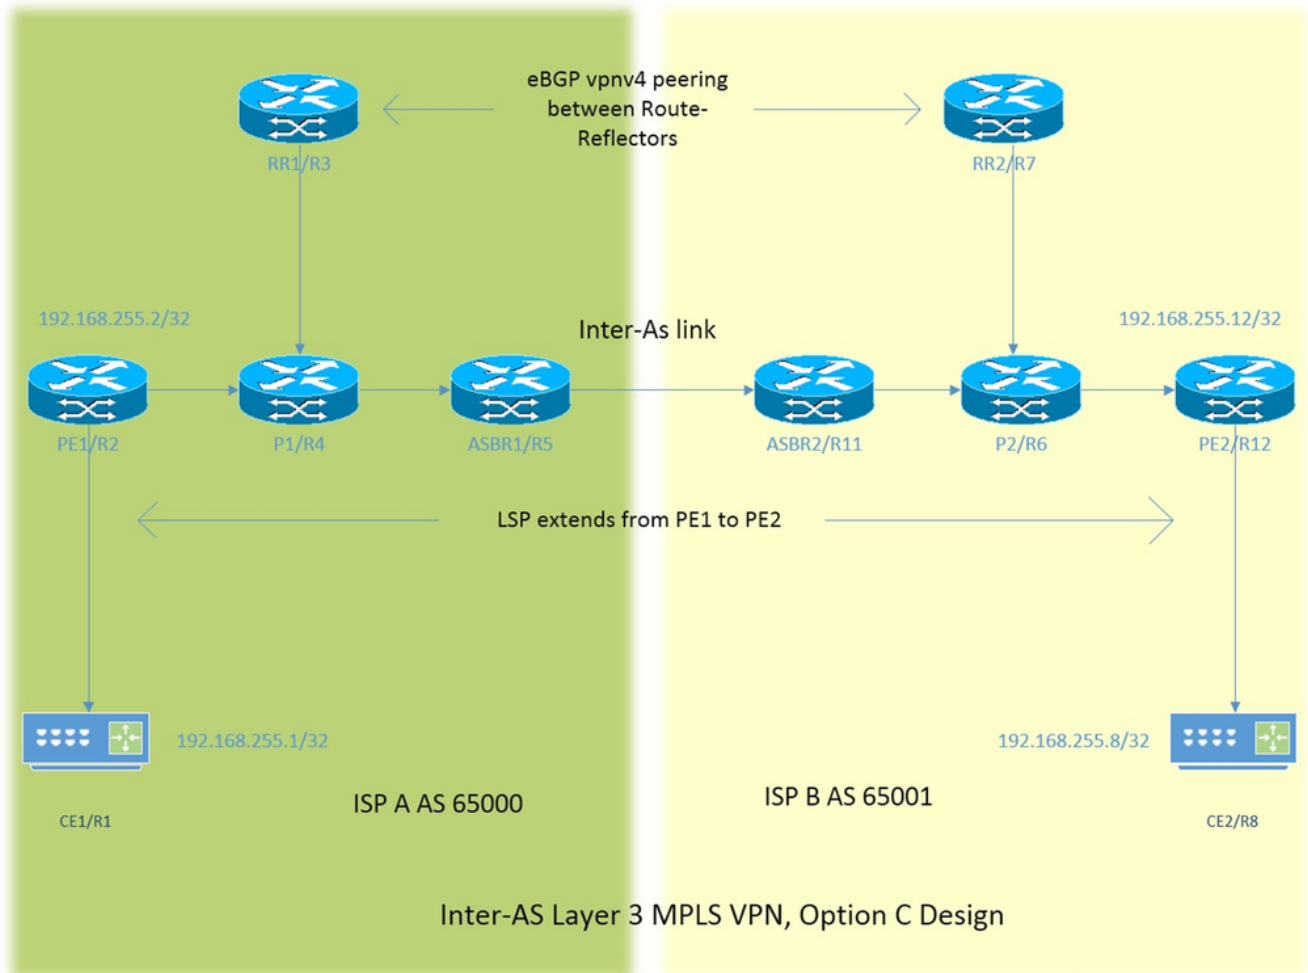 eBGP vpnv4 peering
between Route-
Reflectors
RR1/R3
RR2/R7
192.168.255.2/32
Inter-As link
192.168.255.12/32
PE1/R2
P1/R4
ASBR1/R5
ASBR2/R11
P2/R6
PE2/R12
LSP extends from PE1 to PE2
192.168.255.1/32
192.168.255.8/32
ISP A AS 65000
ISP B AS 65001
CE1/R1
CE2/R8
Inter-AS Layer 3 MPLS VPN, Option C Design